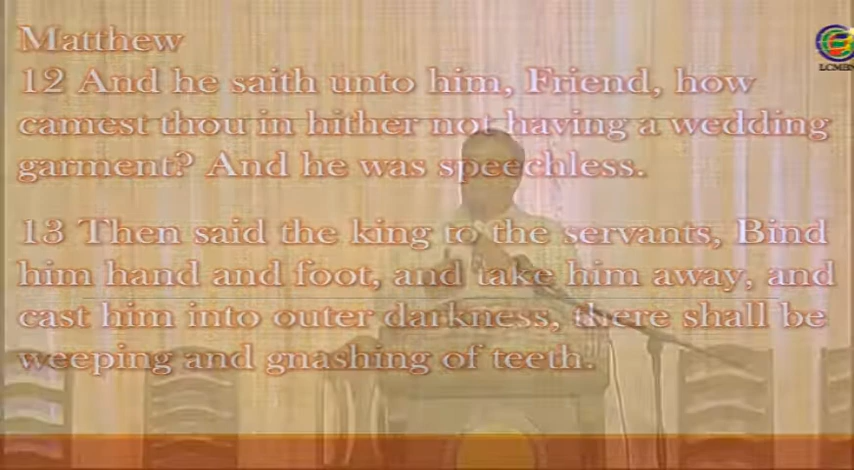 Matthew
12 And he saith unto him, Friend, how
camest thou in hither not having a wedding
garment? And he was speechless.
13 Then said the king to the servants, Bind
him hand and foot, and take him away, and
cast him into outer darkness, there shall be
weeping and gnashing of teeth.